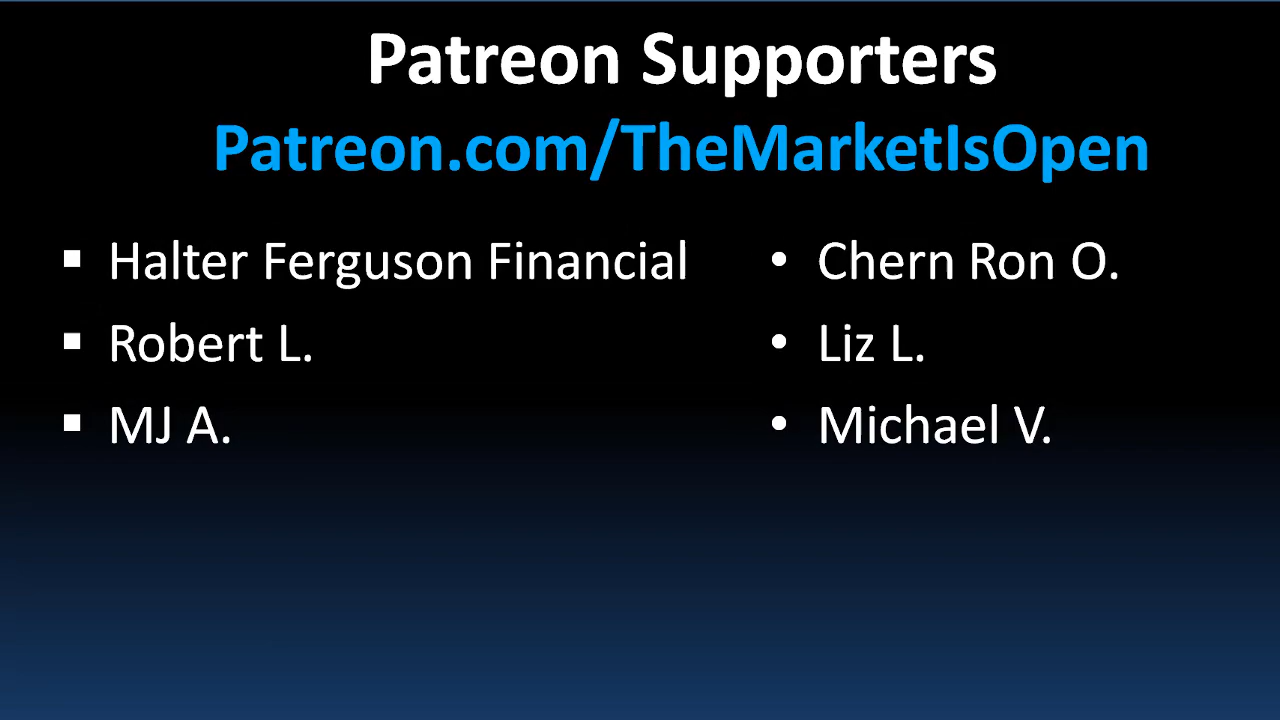 Patreon Supporters
Patreon.com/TheMarketIsOpen
▪ Halter Ferguson Financial
▪ Robert L.
▪ MJ A.
• Chern Ron O.
• Liz L.
• Michael V.